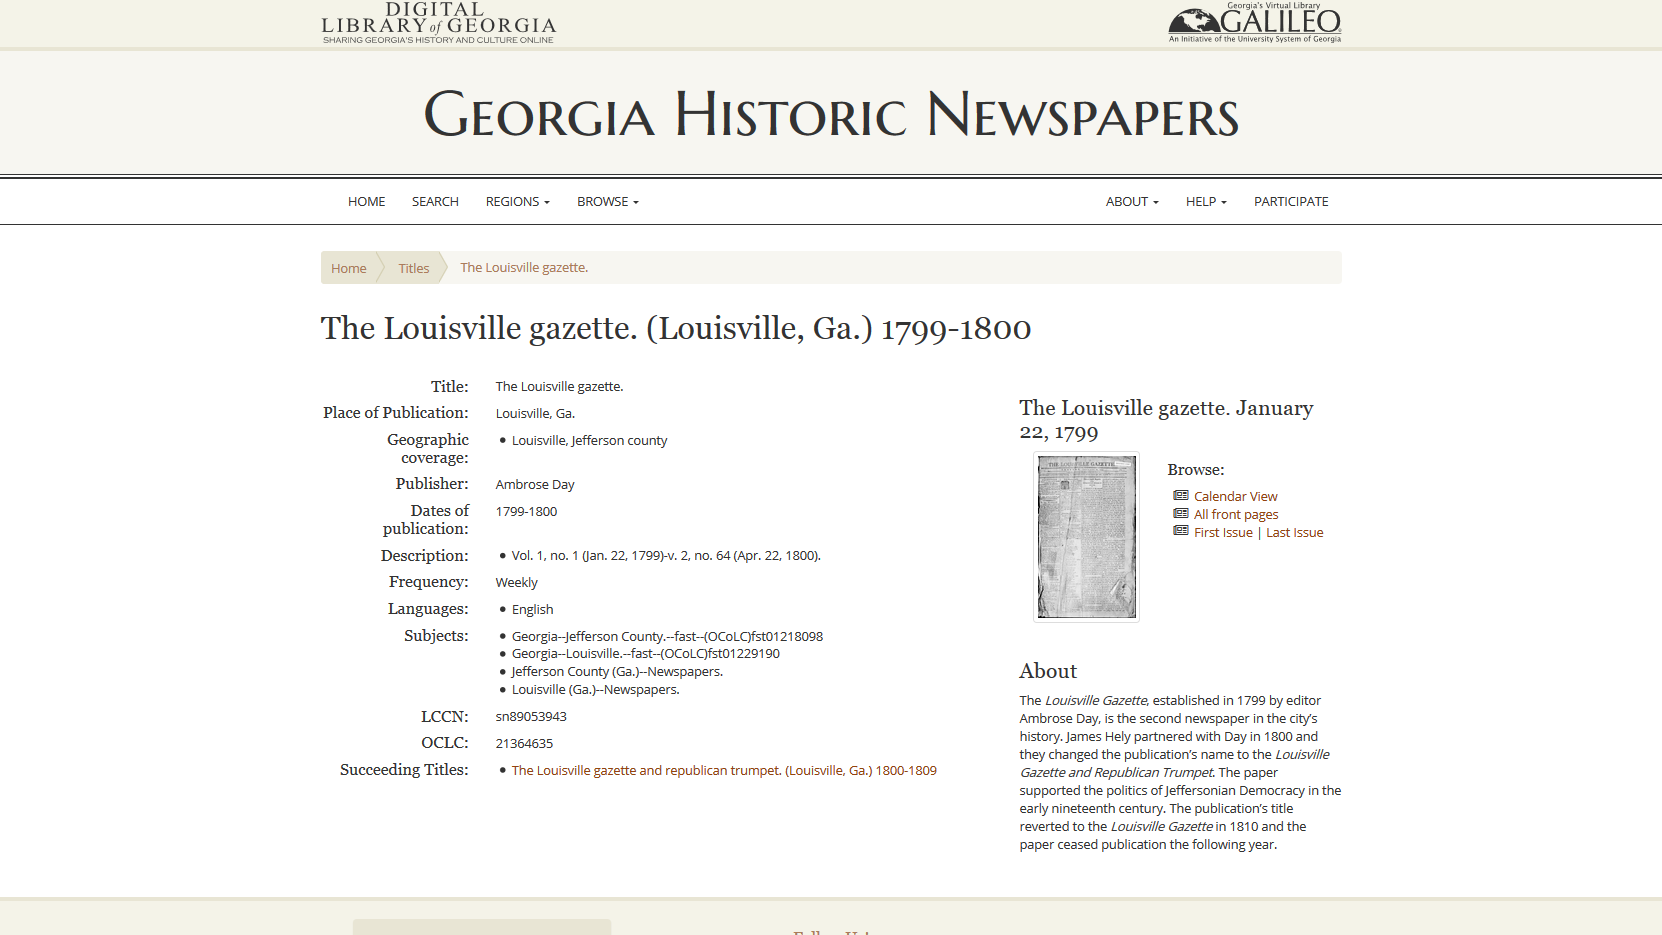 DIGITAL
LIBRARY of GEORGIA
SHARING GEORGIA'S HISTORY AND CULTURE ONLINE
Georgia's Virtual Library
GALILEO
An Initiative of the University System of Georgia
GEORGIA HISTORIC NEWSPAPERS
HOME SEARCH REGIONS BROWSE ABOUT HELP PARTICIPATE
Home Titles The Louisville gazette.
The Louisville gazette. (Louisville, Ga.) 1799-1800
Title: The Louisville gazette.
Place of Publication: Louisville, Ga.
Geographic coverage: • Louisville, Jefferson county
Publisher: Ambrose Day
Dates of publication: 1799-1800
Description: • Vol. 1, no. 1 (Jan. 22, 1799)-v. 2, no. 64 (Apr. 22, 1800).
Frequency: Weekly
Languages: • English
Subjects: • Georgia--Jefferson County.--fast--(OCoLC)fst01218098
• Georgia--Louisville.--fast--(OCoLC)fst01229190
• Jefferson County (Ga.)--Newspapers.
• Louisville (Ga.)--Newspapers.
LCCN: sn89053943
OCLC: 21364635
Succeeding Titles: • The Louisville gazette and republican trumpet. (Louisville, Ga.) 1800-1809
The Louisville gazette. January
22, 1799
THE LOUISVILLE GAZETTE
Browse:
Calendar View
All front pages
First Issue | Last Issue
About
The Louisville Gazette, established in 1799 by editor
Ambrose Day, is the second newspaper in the city's
history. James Hely partnered with Day in 1800 and
they changed the publication's name to the Louisville
Gazette and Republican Trumpet. The paper
supported the politics of Jeffersonian Democracy in the
early nineteenth century. The publication's title
reverted to the Louisville Gazette in 1810 and the
paper ceased publication the following year.